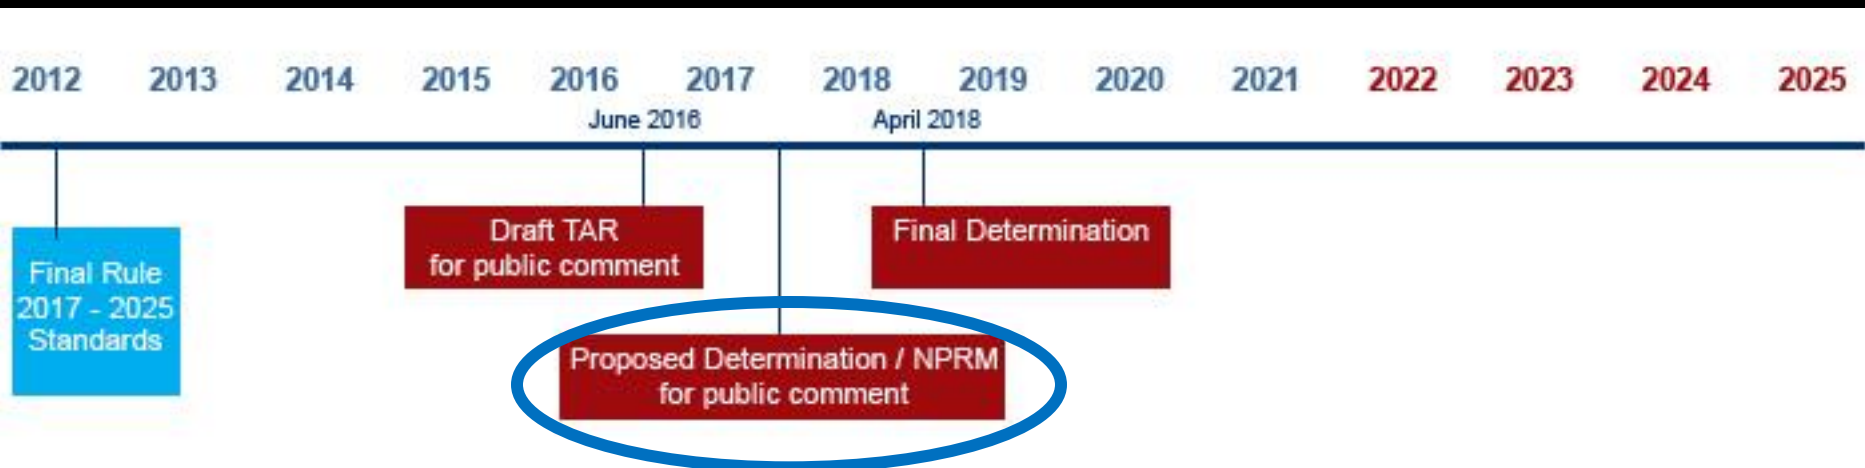 2012 2013 2014 2015 2016 2017 2018 2019 2020 2021 2022 2023 2024 2025
June 2016 April 2018
Final Rule
2017 - 2025
Standards
Draft TAR
for public comment
Final Determination
Proposed Determination / NPRM
for public comment